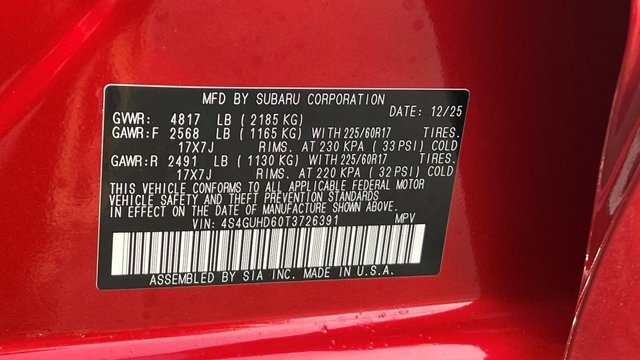 MFD BY SUBARU CORPORATION
GVWR: 4817 LB ( 2185 KG) DATE: 12/25
GAWR:F 2568 LB ( 1165 KG) WITH 225/60R17 TIRES.
17X7J RIMS. AT 230 KPA ( 33 PSI) COLD
GAWR:R 2491 LB ( 1130 KG) WITH 225/60R17 TIRES.
17X7J RIMS. AT 220 KPA ( 32 PSI) COLD
THIS VEHICLE CONFORMS TO ALL APPLICABLE FEDERAL MOTOR
VEHICLE SAFETY AND THEFT PREVENTION STANDARDS
IN EFFECT ON THE DATE OF MANUFACTURE SHOWN ABOVE.
VIN: 4S4GUHD60T3726391 MPV
ASSEMBLED BY SIA INC. MADE IN U.S.A.